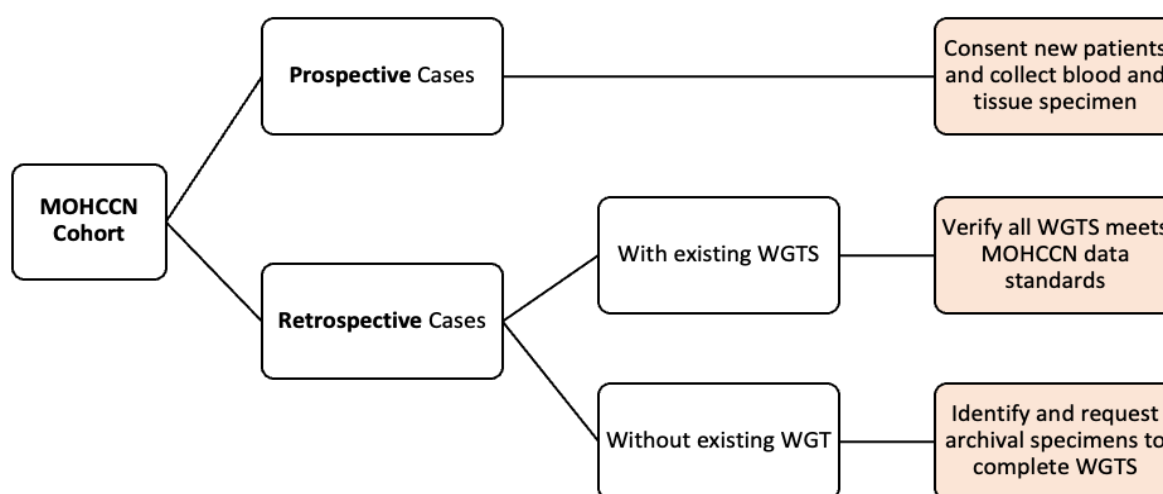 Prospective Cases
Consent new patients
and collect blood and
tissue specimen
MOHCCN
Cohort
Retrospective Cases
With existing WGTS
Verify all WGTS meets
MOHCCN data
standards
Without existing WGT
Identify and request
archival specimens to
complete WGTS